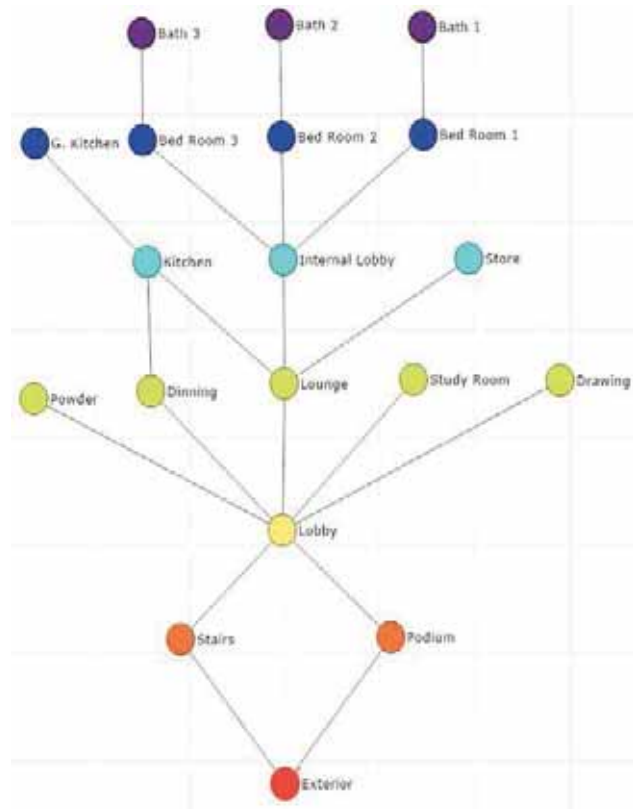 Bath 3
Bath 2
Bath 1
G. Kitchen
Bed Room 3
Bed Room 2
Bed Room 1
Kitchen
Internal Lobby
Store
Powder
Dinning
Lounge
Study Room
Drawing
Lobby
Stairs
Podium
Exterior